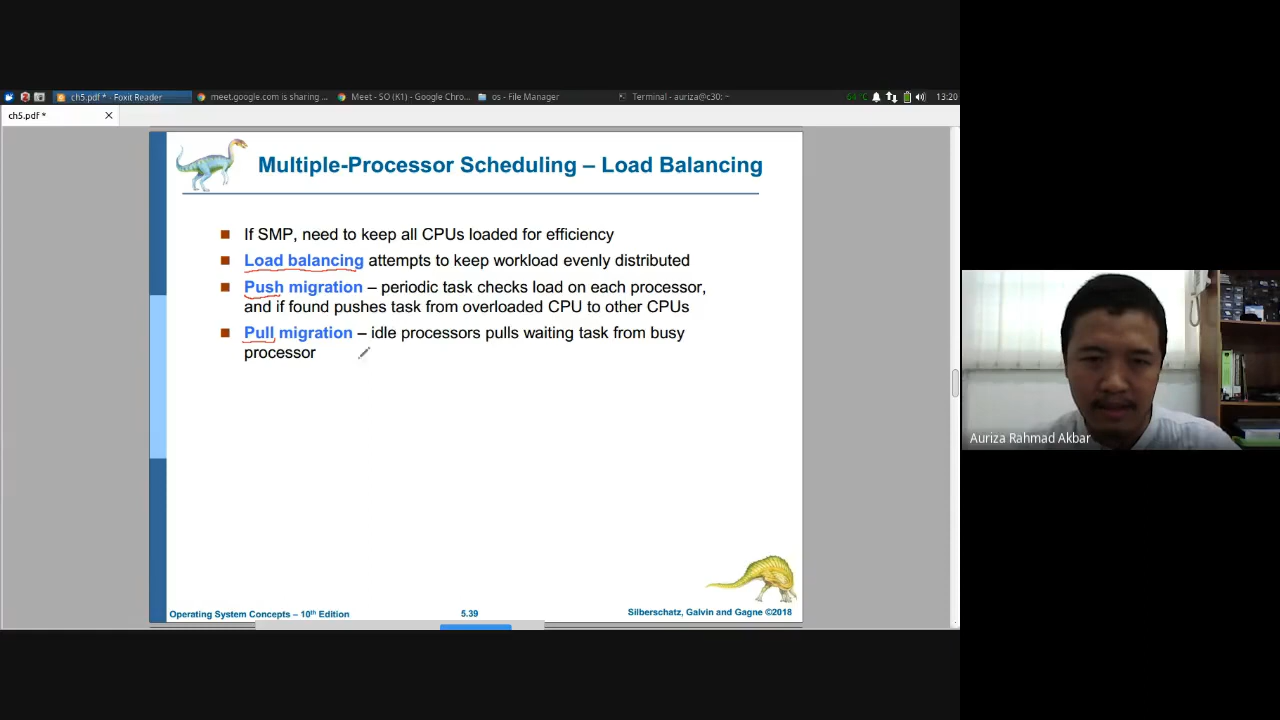 ch5.pdf * - Foxit Reader
meet.google.com is sharing ...
Meet - SO (K1) - Google Chro...
os - File Manager
Terminal - auriza@c30: ~
64°C
13:20
ch5.pdf *
Multiple-Processor Scheduling – Load Balancing
If SMP, need to keep all CPUs loaded for efficiency
Load balancing attempts to keep workload evenly distributed
Push migration – periodic task checks load on each processor,
and if found pushes task from overloaded CPU to other CPUs
Pull migration – idle processors pulls waiting task from busy
processor
Operating System Concepts – 10th Edition
5.39
Silberschatz, Galvin and Gagne ©2018
Auriza Rahmad Akbar